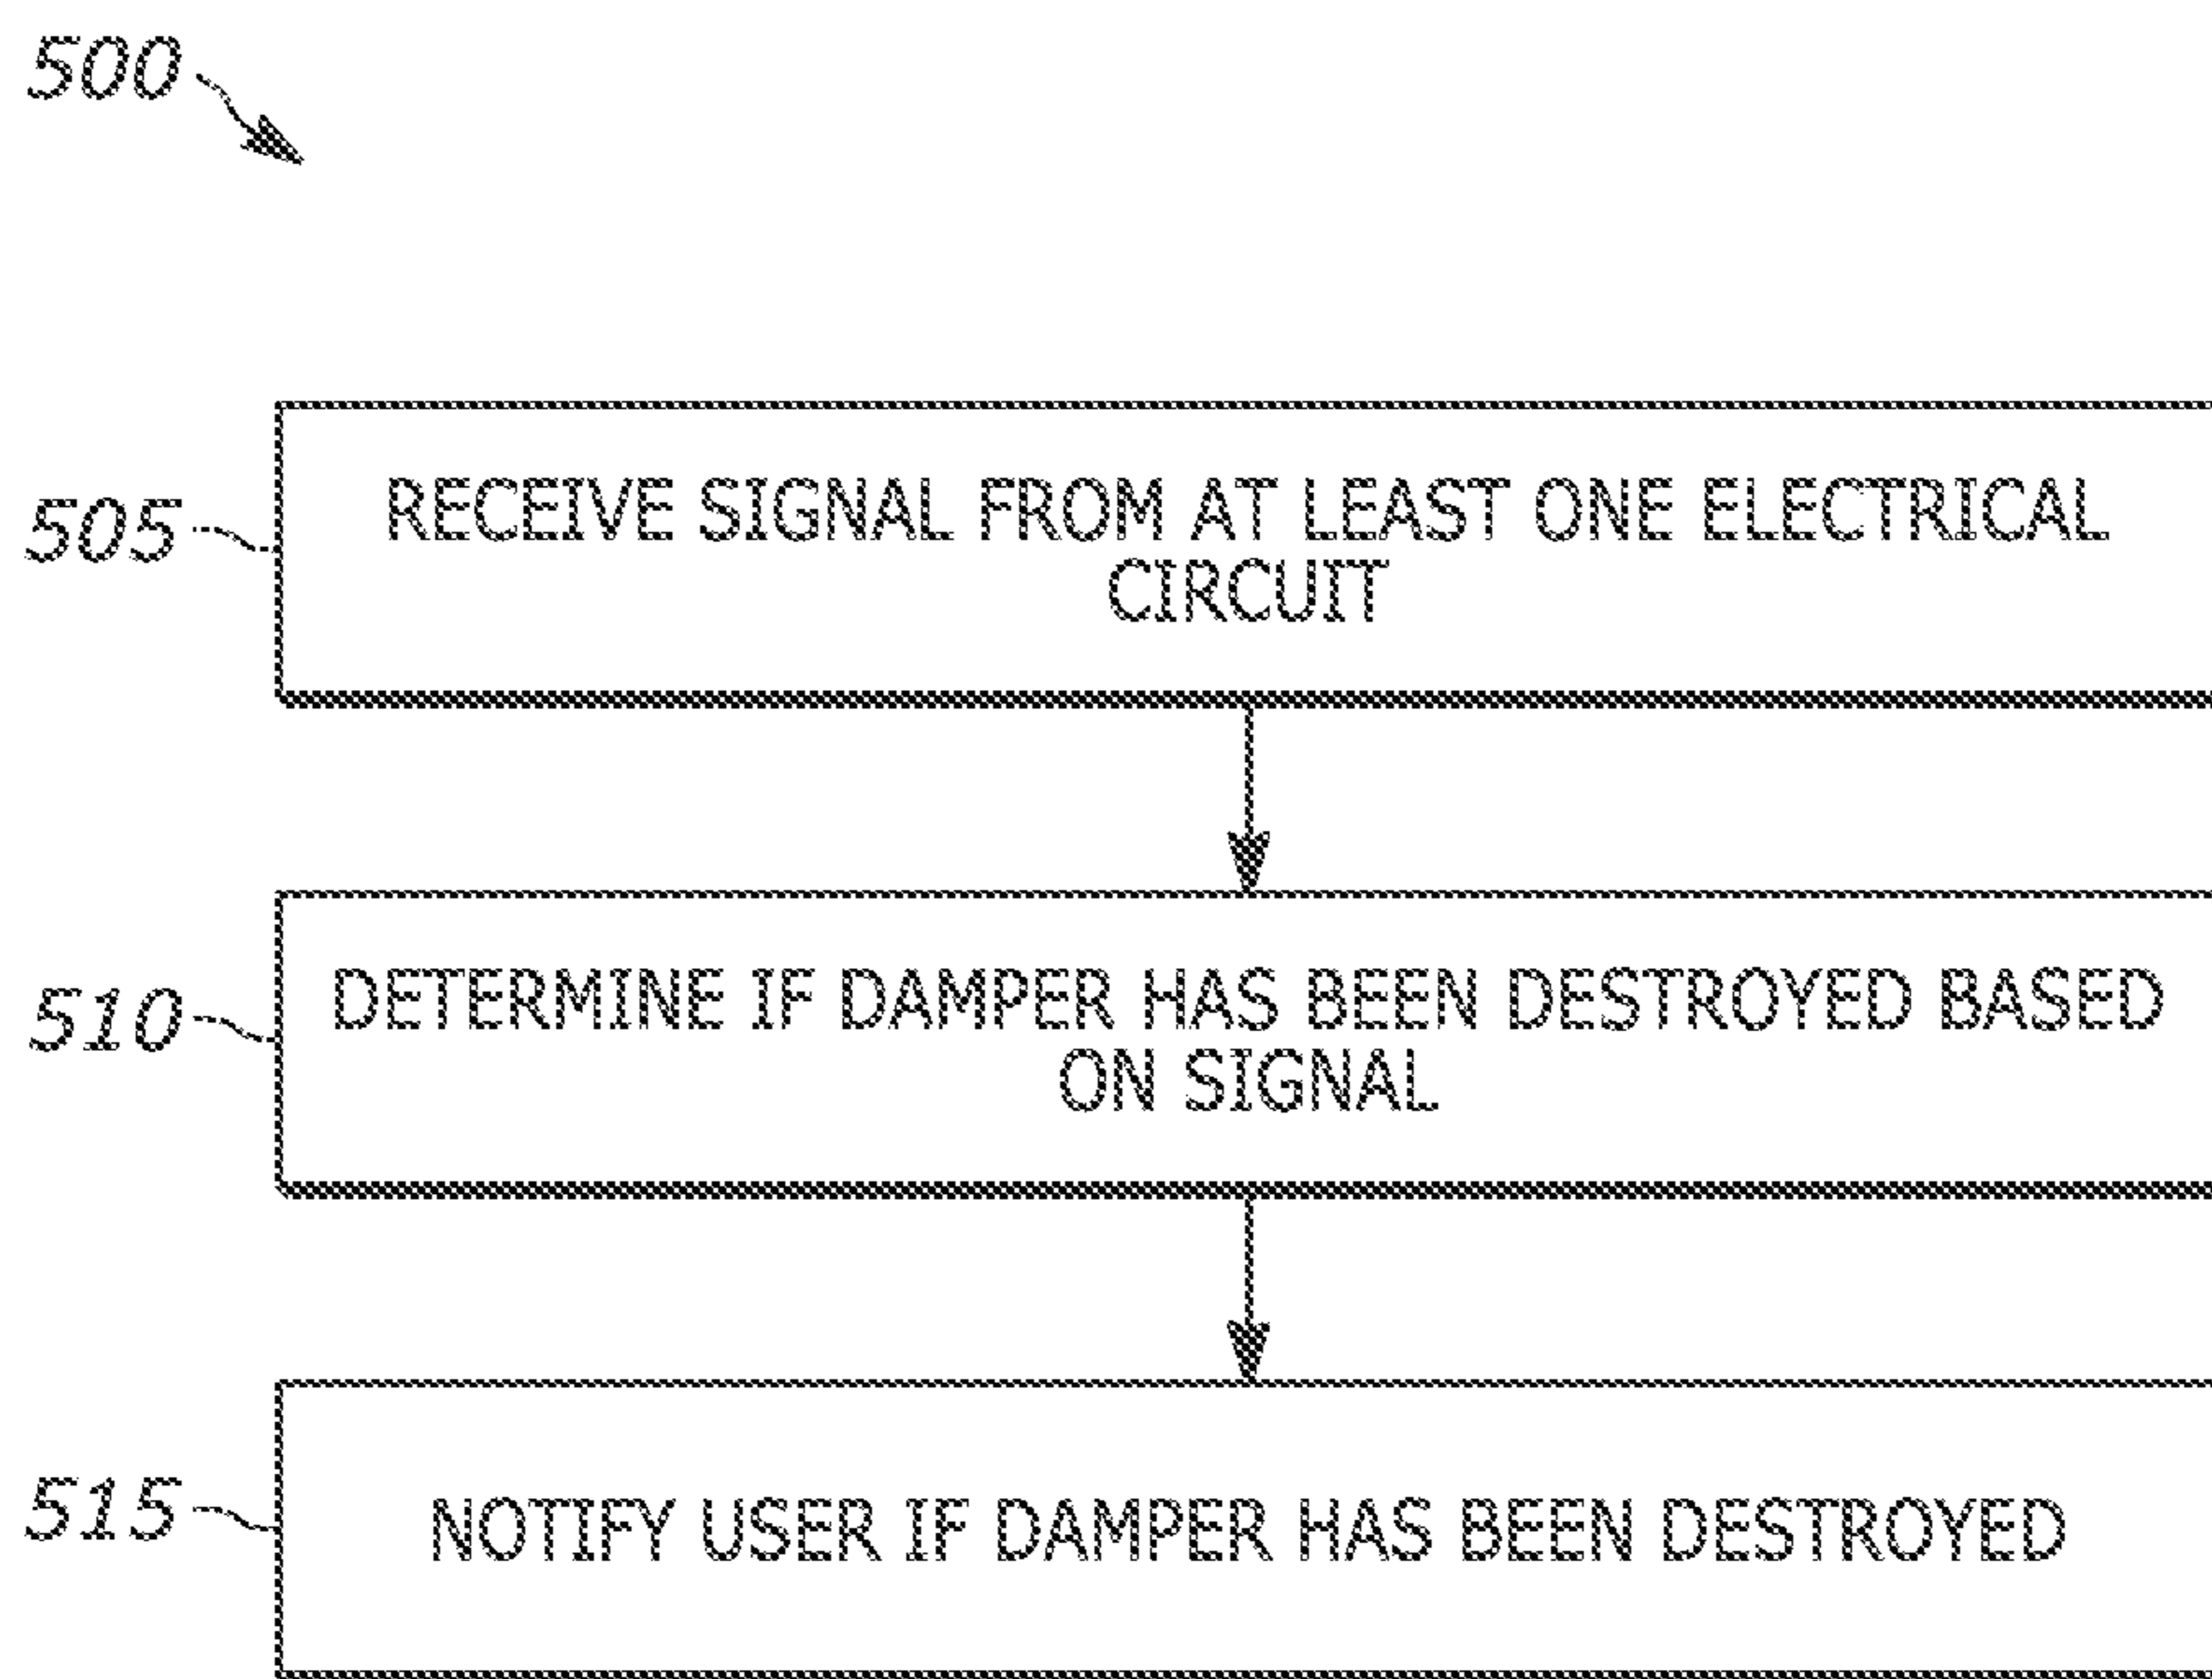 500
505
RECEIVE SIGNAL FROM AT LEAST ONE ELECTRICAL
CIRCUIT
510
DETERMINE IF DAMPER HAS BEEN DESTROYED BASED
ON SIGNAL
515
NOTIFY USER IF DAMPER HAS BEEN DESTROYED